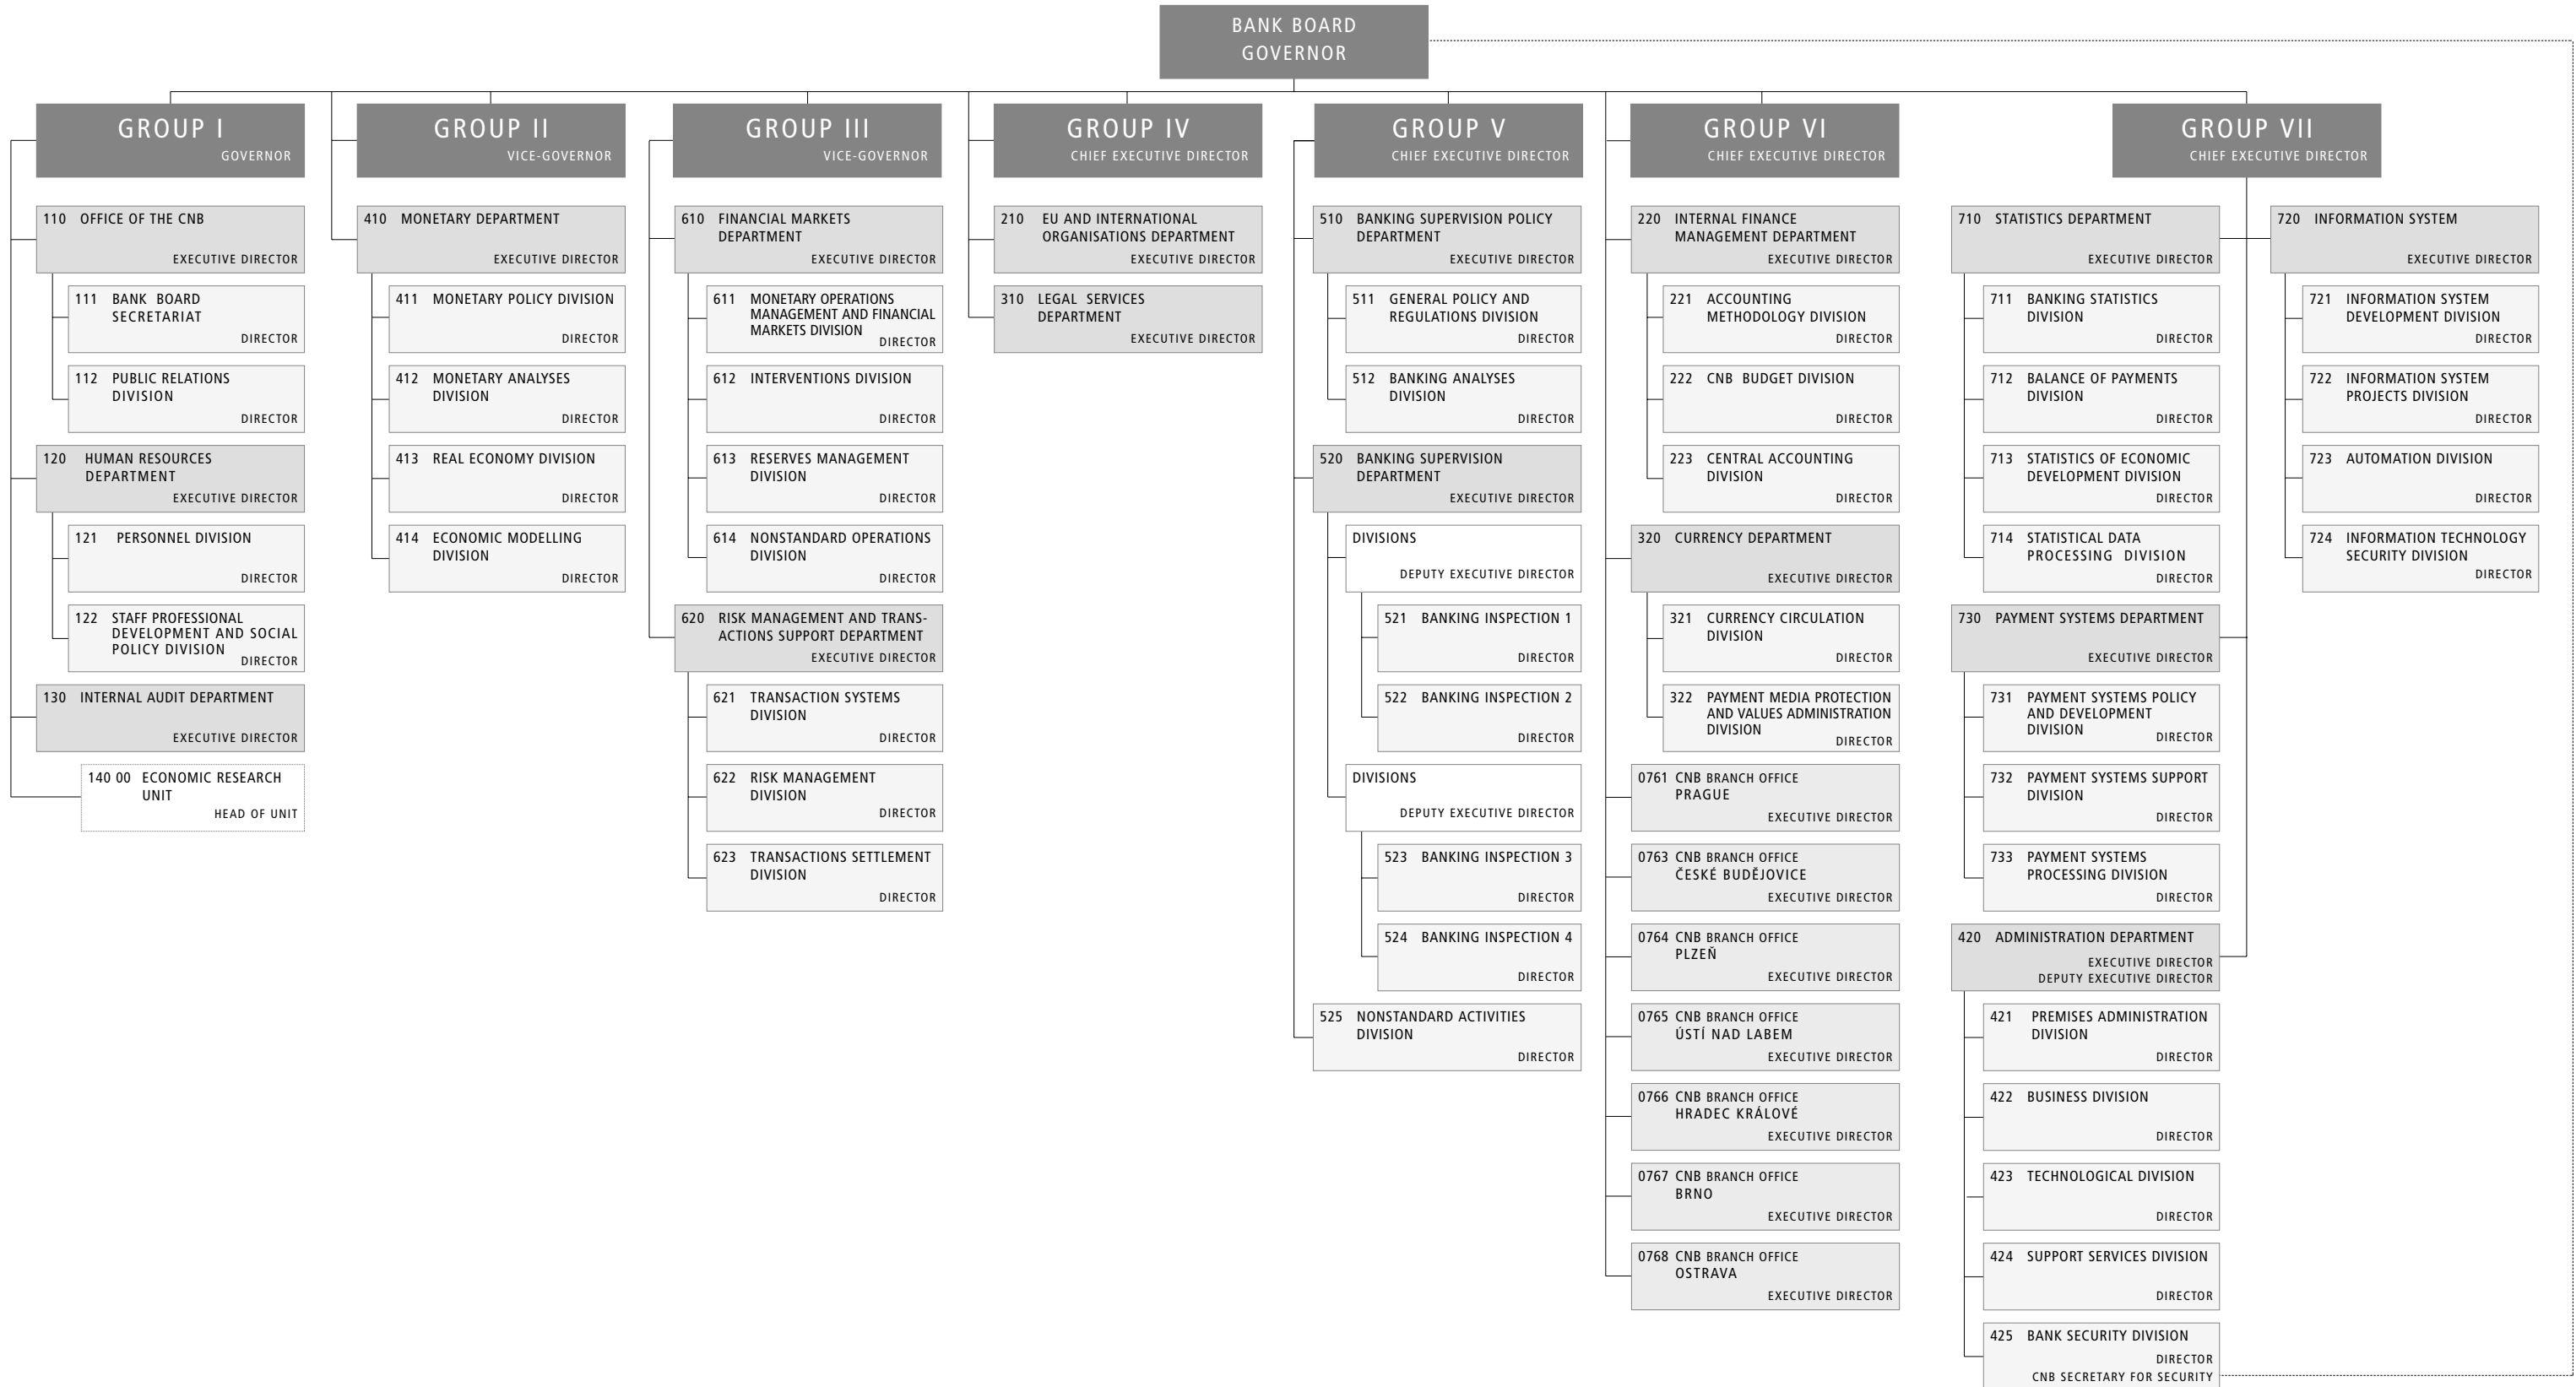 BANK BOARD
GOVERNOR
GROUP I
GOVERNOR
110 OFFICE OF THE CNB
EXECUTIVE DIRECTOR
111 BANK BOARD
SECRETARIAT
DIRECTOR
112 PUBLIC RELATIONS
DIVISION
DIRECTOR
120 HUMAN RESOURCES
DEPARTMENT
EXECUTIVE DIRECTOR
121 PERSONNEL DIVISION
DIRECTOR
122 STAFF PROFESSIONAL
DEVELOPMENT AND SOCIAL
POLICY DIVISION
DIRECTOR
130 INTERNAL AUDIT DEPARTMENT
EXECUTIVE DIRECTOR
140 00 ECONOMIC RESEARCH
UNIT
HEAD OF UNIT
GROUP II
VICE-GOVERNOR
410 MONETARY DEPARTMENT
EXECUTIVE DIRECTOR
411 MONETARY POLICY DIVISION
DIRECTOR
412 MONETARY ANALYSES
DIVISION
DIRECTOR
413 REAL ECONOMY DIVISION
DIRECTOR
414 ECONOMIC MODELLING
DIVISION
DIRECTOR
GROUP III
VICE-GOVERNOR
610 FINANCIAL MARKETS
DEPARTMENT
EXECUTIVE DIRECTOR
611 MONETARY OPERATIONS
MANAGEMENT AND FINANCIAL
MARKETS DIVISION
DIRECTOR
612 INTERVENTIONS DIVISION
DIRECTOR
613 RESERVES MANAGEMENT
DIVISION
DIRECTOR
614 NONSTANDARD OPERATIONS
DIVISION
DIRECTOR
620 RISK MANAGEMENT AND TRANS-
ACTIONS SUPPORT DEPARTMENT
EXECUTIVE DIRECTOR
621 TRANSACTION SYSTEMS
DIVISION
DIRECTOR
622 RISK MANAGEMENT
DIVISION
DIRECTOR
623 TRANSACTIONS SETTLEMENT
DIVISION
DIRECTOR
GROUP IV
CHIEF EXECUTIVE DIRECTOR
210 EU AND INTERNATIONAL
ORGANISATIONS DEPARTMENT
EXECUTIVE DIRECTOR
310 LEGAL SERVICES
DEPARTMENT
EXECUTIVE DIRECTOR
GROUP V
CHIEF EXECUTIVE DIRECTOR
510 BANKING SUPERVISION POLICY
DEPARTMENT
EXECUTIVE DIRECTOR
511 GENERAL POLICY AND
REGULATIONS DIVISION
DIRECTOR
512 BANKING ANALYSES
DIVISION
DIRECTOR
520 BANKING SUPERVISION
DEPARTMENT
EXECUTIVE DIRECTOR
DIVISIONS
DEPUTY EXECUTIVE DIRECTOR
521 BANKING INSPECTION 1
DIRECTOR
522 BANKING INSPECTION 2
DIRECTOR
DIVISIONS
DEPUTY EXECUTIVE DIRECTOR
523 BANKING INSPECTION 3
DIRECTOR
524 BANKING INSPECTION 4
DIRECTOR
525 NONSTANDARD ACTIVITIES
DIVISION
DIRECTOR
GROUP VI
CHIEF EXECUTIVE DIRECTOR
220 INTERNAL FINANCE
MANAGEMENT DEPARTMENT
EXECUTIVE DIRECTOR
221 ACCOUNTING
METHODOLOGY DIVISION
DIRECTOR
222 CNB BUDGET DIVISION
DIRECTOR
223 CENTRAL ACCOUNTING
DIVISION
DIRECTOR
320 CURRENCY DEPARTMENT
EXECUTIVE DIRECTOR
321 CURRENCY CIRCULATION
DIVISION
DIRECTOR
322 PAYMENT MEDIA PROTECTION
AND VALUES ADMINISTRATION
DIVISION
DIRECTOR
0761 CNB BRANCH OFFICE
PRAGUE
EXECUTIVE DIRECTOR
0763 CNB BRANCH OFFICE
ČESKÉ BUDĚJOVICE
EXECUTIVE DIRECTOR
0764 CNB BRANCH OFFICE
PLZEŇ
EXECUTIVE DIRECTOR
0765 CNB BRANCH OFFICE
ÚSTÍ NAD LABEM
EXECUTIVE DIRECTOR
0766 CNB BRANCH OFFICE
HRADEC KRÁLOVÉ
EXECUTIVE DIRECTOR
0767 CNB BRANCH OFFICE
BRNO
EXECUTIVE DIRECTOR
0768 CNB BRANCH OFFICE
OSTRAVA
EXECUTIVE DIRECTOR
GROUP VII
CHIEF EXECUTIVE DIRECTOR
710 STATISTICS DEPARTMENT
EXECUTIVE DIRECTOR
711 BANKING STATISTICS
DIVISION
DIRECTOR
712 BALANCE OF PAYMENTS
DIVISION
DIRECTOR
713 STATISTICS OF ECONOMIC
DEVELOPMENT DIVISION
DIRECTOR
714 STATISTICAL DATA
PROCESSING DIVISION
DIRECTOR
730 PAYMENT SYSTEMS DEPARTMENT
EXECUTIVE DIRECTOR
731 PAYMENT SYSTEMS POLICY
AND DEVELOPMENT
DIVISION
DIRECTOR
732 PAYMENT SYSTEMS SUPPORT
DIVISION
DIRECTOR
733 PAYMENT SYSTEMS
PROCESSING DIVISION
DIRECTOR
420 ADMINISTRATION DEPARTMENT
EXECUTIVE DIRECTOR
DEPUTY EXECUTIVE DIRECTOR
421 PREMISES ADMINISTRATION
DIVISION
DIRECTOR
422 BUSINESS DIVISION
DIRECTOR
423 TECHNOLOGICAL DIVISION
DIRECTOR
424 SUPPORT SERVICES DIVISION
DIRECTOR
425 BANK SECURITY DIVISION
DIRECTOR
CNB SECRETARY FOR SECURITY
720 INFORMATION SYSTEM
EXECUTIVE DIRECTOR
721 INFORMATION SYSTEM
DEVELOPMENT DIVISION
DIRECTOR
722 INFORMATION SYSTEM
PROJECTS DIVISION
DIRECTOR
723 AUTOMATION DIVISION
DIRECTOR
724 INFORMATION TECHNOLOGY
SECURITY DIVISION
DIRECTOR